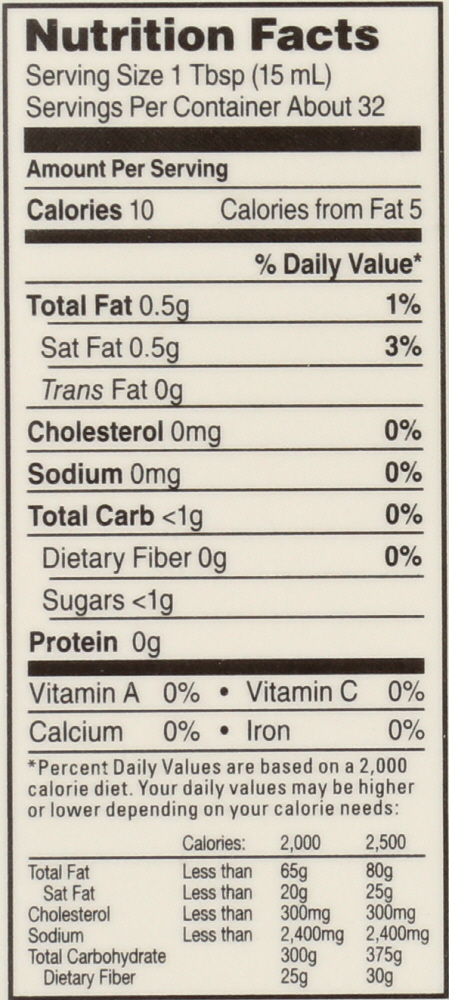 Nutrition Facts
Serving Size 1 Tbsp (15 mL)
Servings Per Container About 32
Amount Per Serving
Calories 10 Calories from Fat 5
% Daily Value*
Total Fat 0.5g 1%
Sat Fat 0.5g 3%
Trans Fat 0g
Cholesterol 0mg 0%
Sodium 0mg 0%
Total Carb <1g 0%
Dietary Fiber 0g 0%
Sugars <1g
Protein 0g
Vitamin A 0% • Vitamin C 0%
Calcium 0% • Iron 0%
*Percent Daily Values are based on a 2,000
calorie diet. Your daily values may be higher
or lower depending on your calorie needs:
Calories: 2,000 2,500
Total Fat Less than 65g 80g
Sat Fat Less than 20g 25g
Cholesterol Less than 300mg 300mg
Sodium Less than 2,400mg 2,400mg
Total Carbohydrate 300g 375g
Dietary Fiber 25g 30g